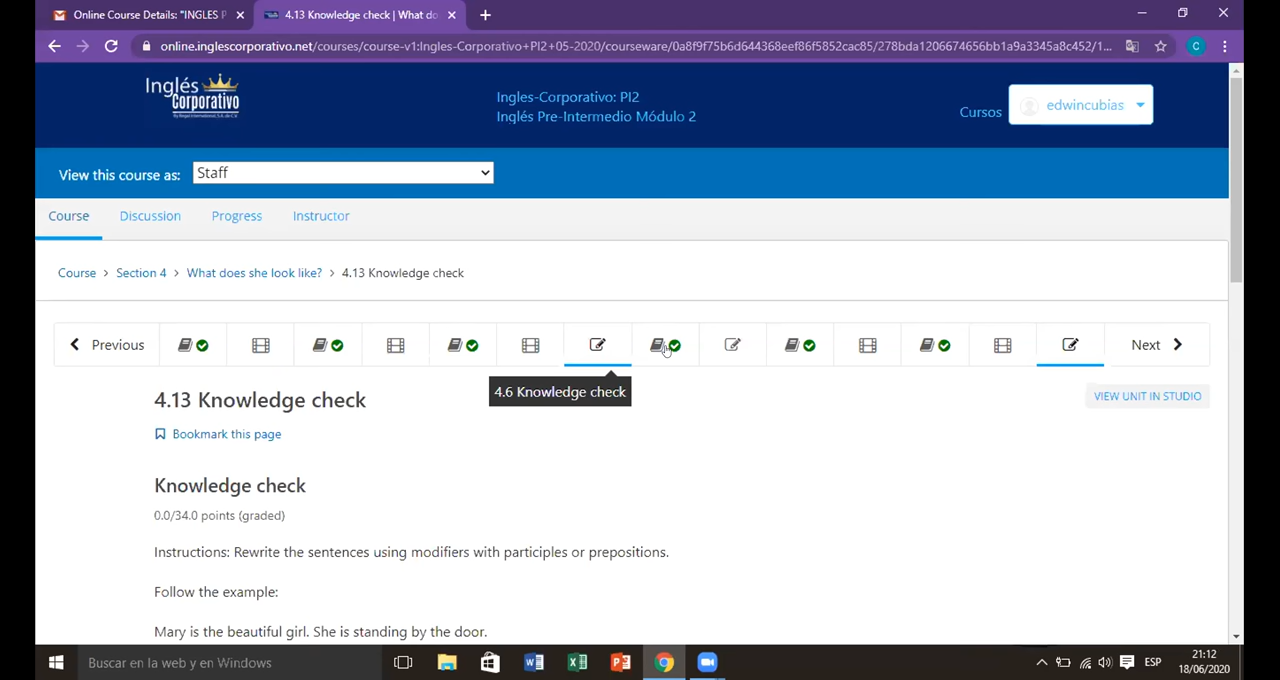 Online Course Details: "INGLES P
4.13 Knowledge check | What do
online.inglescorporativo.net/courses/course-v1:Ingles-Corporativo+PI2+05-2020/courseware/0a8f9f75b6d644368eef86f5852cac85/278bda1206674656bb1a9a3345a8c452/1...
C
Inglés
Corporativo
Ingles-Corporativo: PI2
Inglés Pre-Intermedio Módulo 2
Cursos
edwincubias
View this course as:
Staff
Course
Discussion
Progress
Instructor
Course > Section 4 > What does she look like? > 4.13 Knowledge check
Previous
Next
4.6 Knowledge check
4.13 Knowledge check
VIEW UNIT IN STUDIO
Bookmark this page
Knowledge check
0.0/34.0 points (graded)
Instructions: Rewrite the sentences using modifiers with participles or prepositions.
Follow the example:
Mary is the beautiful girl. She is standing by the door.
Buscar en la web y en Windows
ESP
21:12
18/06/2020